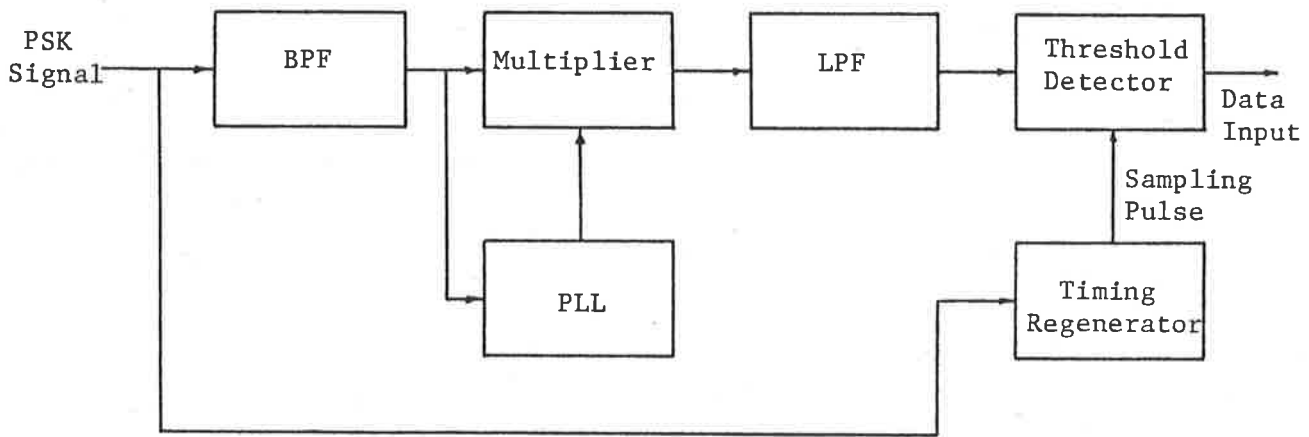 PSK
Signal
BPF
Multiplier
LPF
Threshold
Detector
Data
Input
Sampling
Pulse
PLL
Timing
Regenerator